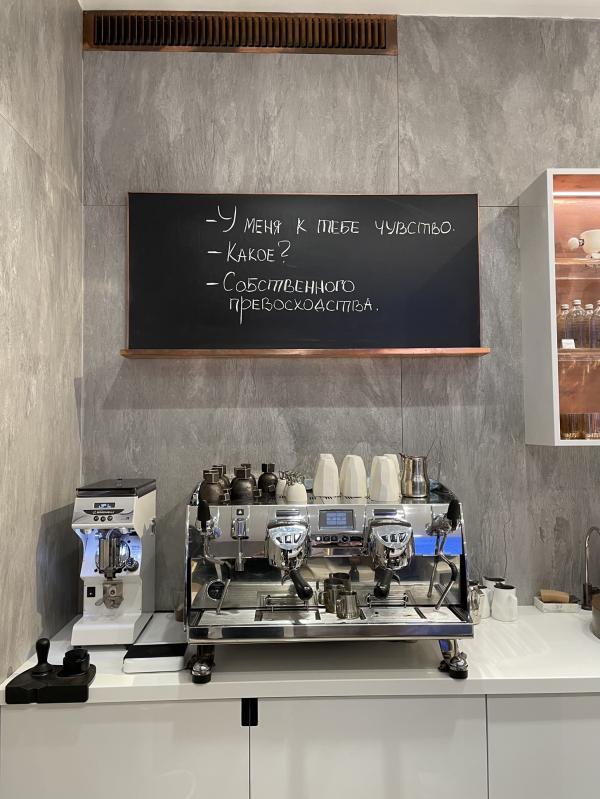 - У меня к тебе чувство.
- Какое?
- Собственного
превосходства.